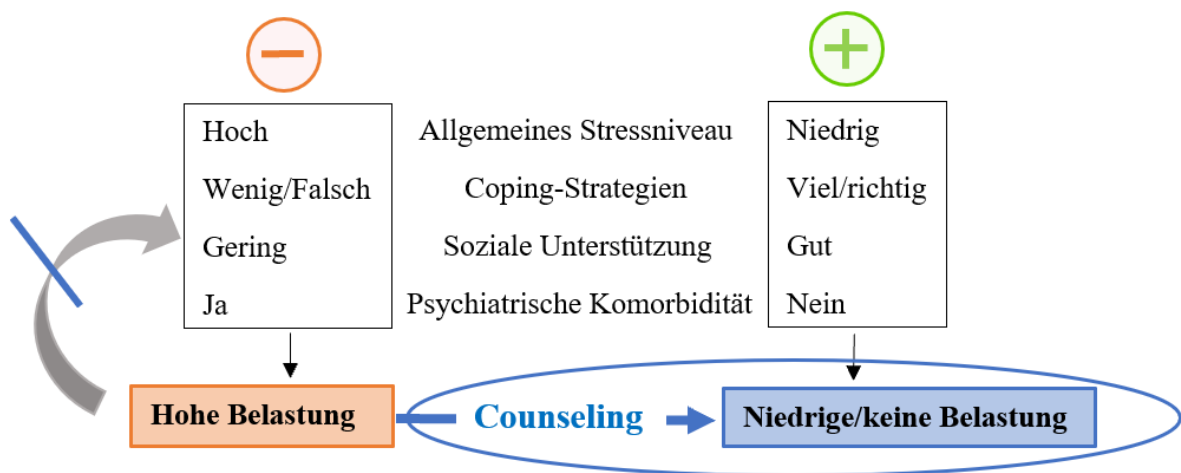 Hoch Allgemeines Stressniveau Niedrig
Wenig/Falsch Coping-Strategien Viel/richtig
Gering Soziale Unterstützung Gut
Ja Psychiatrische Komorbidität Nein
Hohe Belastung Counseling Niedrige/keine Belastung